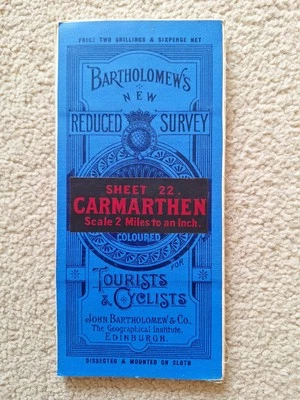 PRICE TWO SHILLINGS & SIXPENCE NET
BARTHOLOMEW'S
NEW
REDUCED SURVEY
SHEET 22.
CARMARTHEN
Scale 2 Miles to an Inch.
COLOURED
FOR
TOURISTS
& CYCLISTS
JOHN BARTHOLOMEW & Co.,
The Geographical Institute,
EDINBURGH.
DISSECTED & MOUNTED ON CLOTH